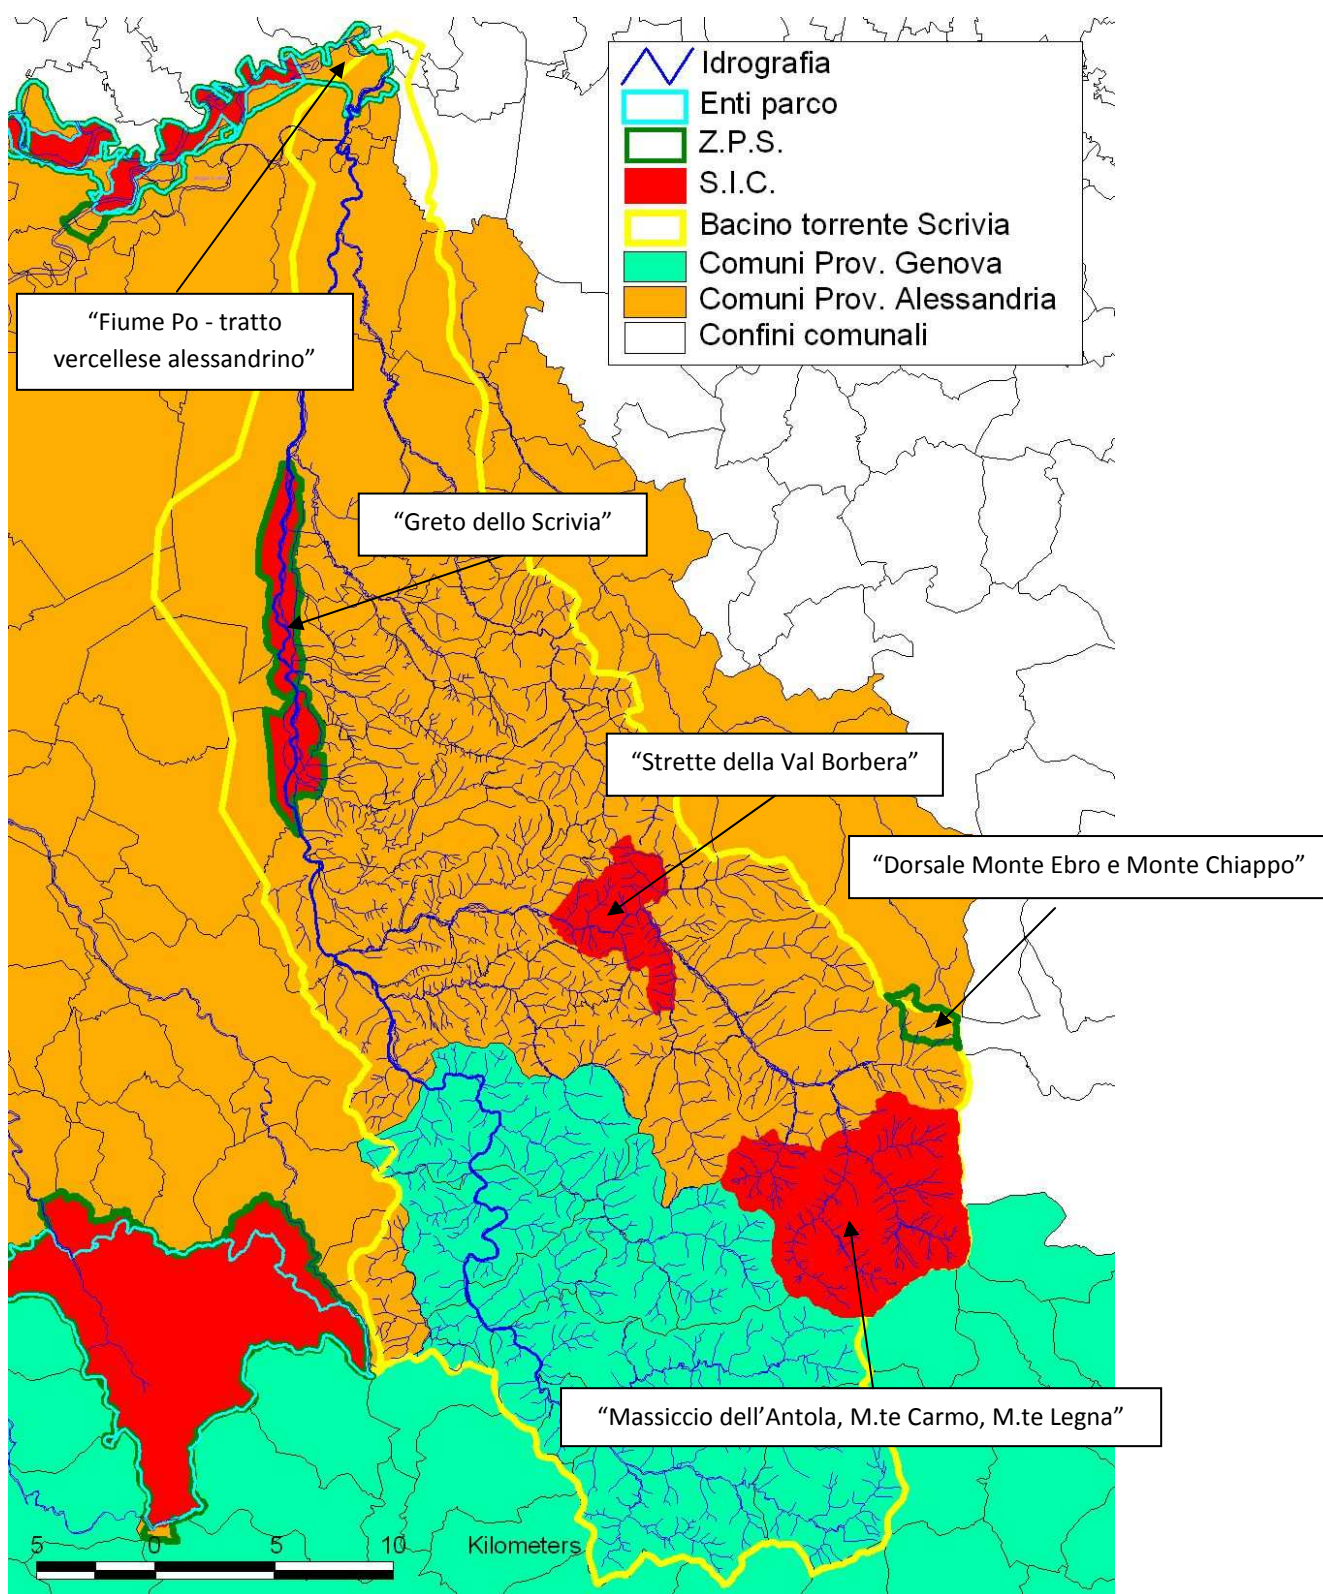 Idrografia
Enti parco
Z.P.S.
S.I.C.
Bacino torrente Scrivia
Comuni Prov. Genova
Comuni Prov. Alessandria
Confini comunali
“Fiume Po - tratto
vercellese alessandrino”
“Greto dello Scrivia”
“Strette della Val Borbera”
“Dorsale Monte Ebro e Monte Chiappo”
“Massiccio dell’Antola, M.te Carmo, M.te Legna”
5 0 5 10 Kilometers